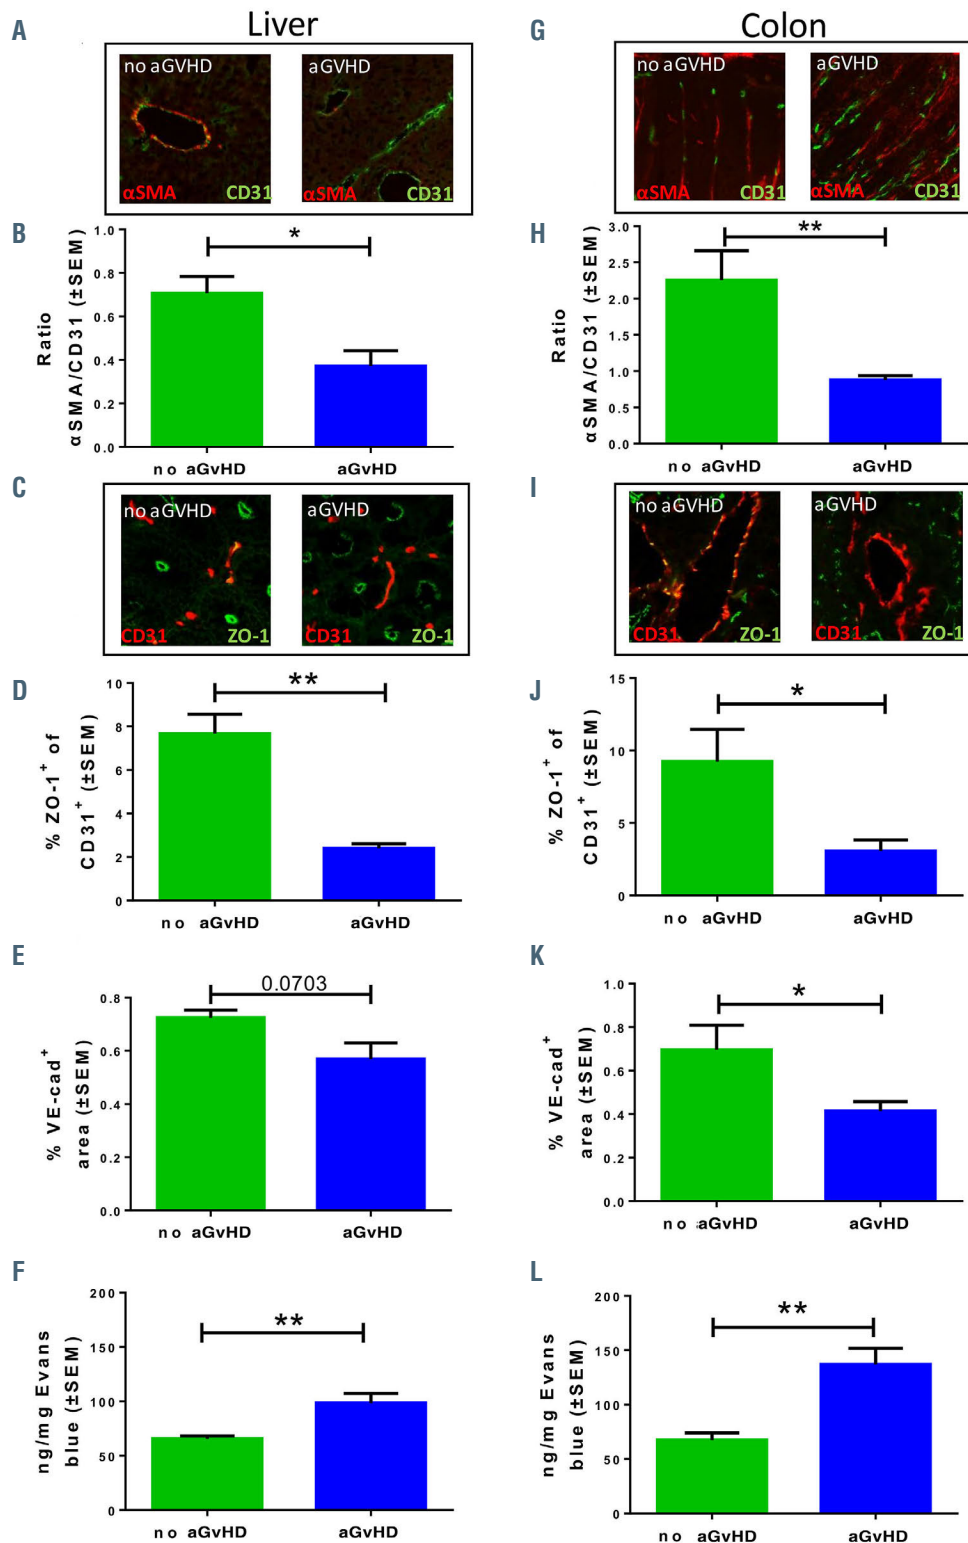 A
Liver
no aGVHD
aGVHD
αSMA
CD31
αSMA
CD31
B
Ratio
αSMA/CD31 (±SEM)
1.0
0.8
0.6
0.4
0.2
0.0
*
no aGvHD
aGvHD
C
no aGVHD
aGVHD
CD31
ZO-1
CD31
ZO-1
D
% ZO-1⁺ of
CD31⁺ (±SEM)
10
8
6
4
2
0
**
no aGvHD
aGvHD
E
% VE-cad⁺
area (±SEM)
0.8
0.6
0.4
0.2
0.0
0.0703
no aGvHD
aGvHD
F
ng/mg Evans
blue (±SEM)
200
150
100
50
0
**
no aGvHD
aGvHD
G
Colon
no aGVHD
aGVHD
αSMA
CD31
αSMA
CD31
H
Ratio
αSMA/CD31 (±SEM)
3.0
2.5
2.0
1.5
1.0
0.5
0.0
**
no aGvHD
aGvHD
I
no aGVHD
aGVHD
CD31
ZO-1
CD31
ZO-1
J
% ZO-1⁺ of
CD31⁺ (±SEM)
15
10
5
0
*
no aGvHD
aGvHD
K
% VE-cad⁺
area (±SEM)
1.0
0.8
0.6
0.4
0.2
0.0
*
no aGvHD
aGvHD
L
ng/mg Evans
blue (±SEM)
200
150
100
50
0
**
no aGvHD
aGvHD